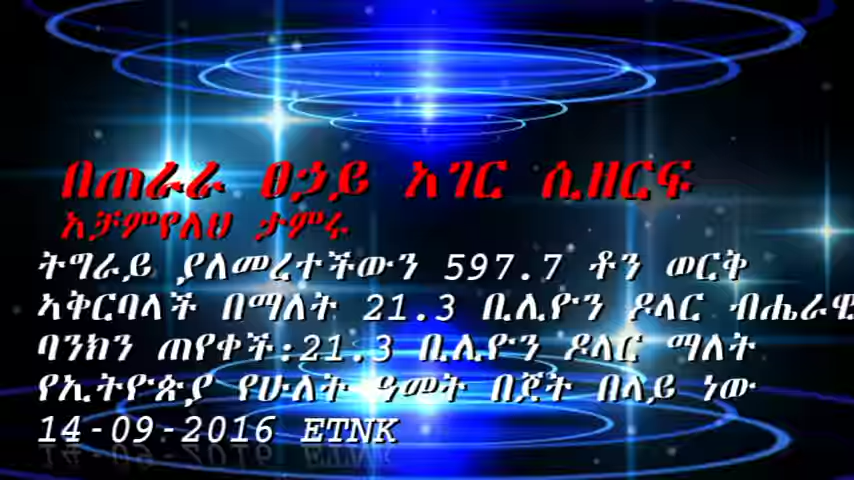 በጠራራ ፀኃይ አገር ሲዘርፍ
አቻምየለህ ታምሩ
ትግራይ ያለመረተችውን 597.7 ቶን ወርቅ
ኣቅርባላች በማለት 21.3 ቢሊዮን ዶላር ብሔራዊ
ባንክን ጠየቀች:21.3 ቢሊዮን ዶላር ማለት
የኢትዮጵያ የሁለት ዓመት በጀት በላይ ነው
14-09-2016 ETNK